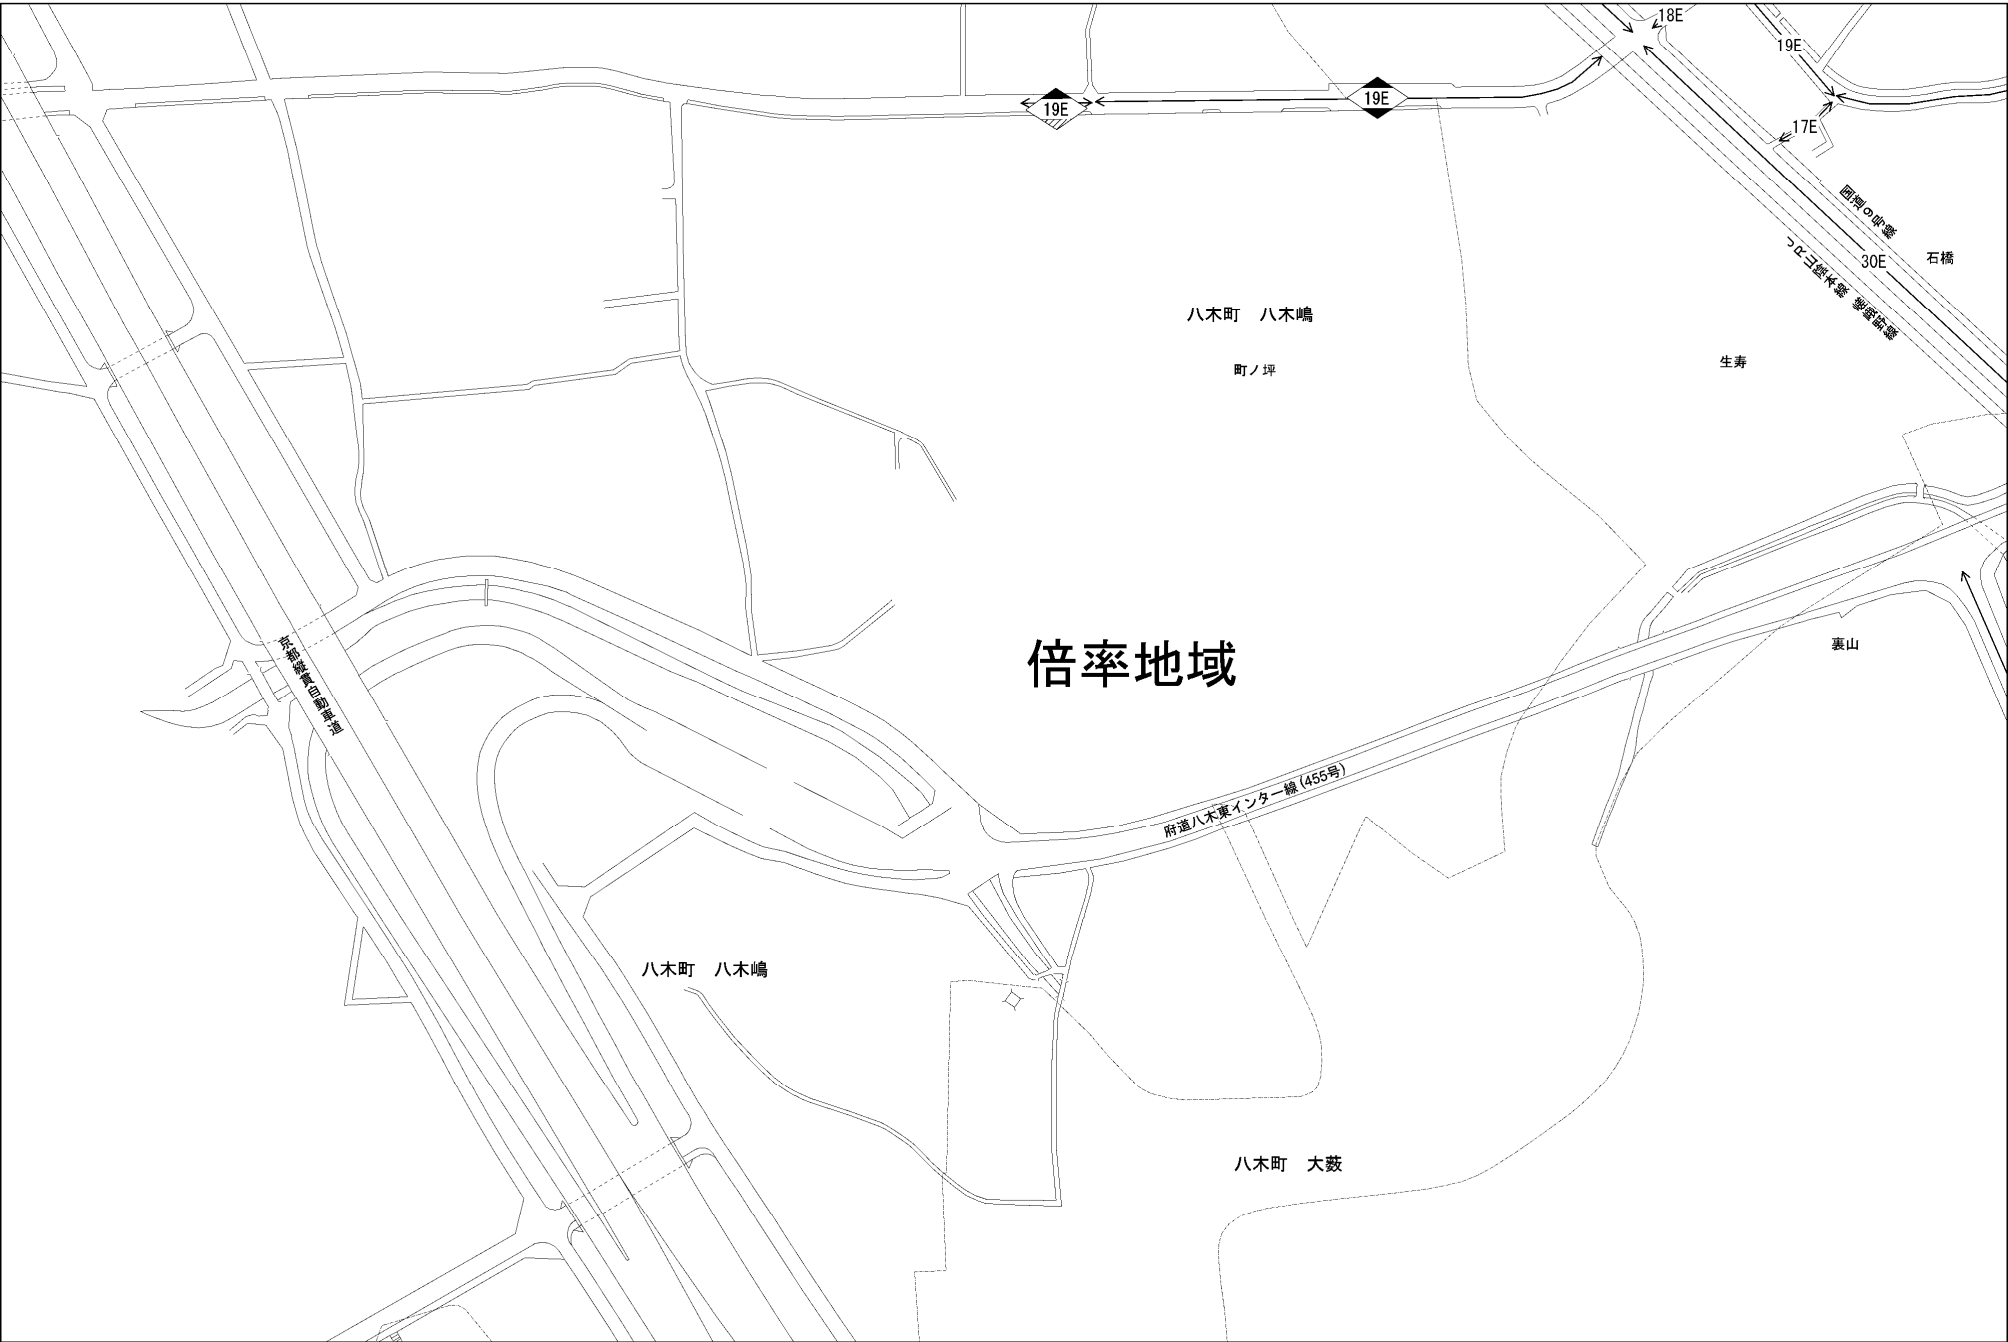 18E
19E
19E
19E
17E
国道9号線
30E
石橋
JR山陰本線 嵯峨野線
八木町 八木嶋
町ノ坪
生寿
倍率地域
裏山
京都縦貫自動車道
府道八木東インター線(455号)
八木町 八木嶋
八木町 大薮